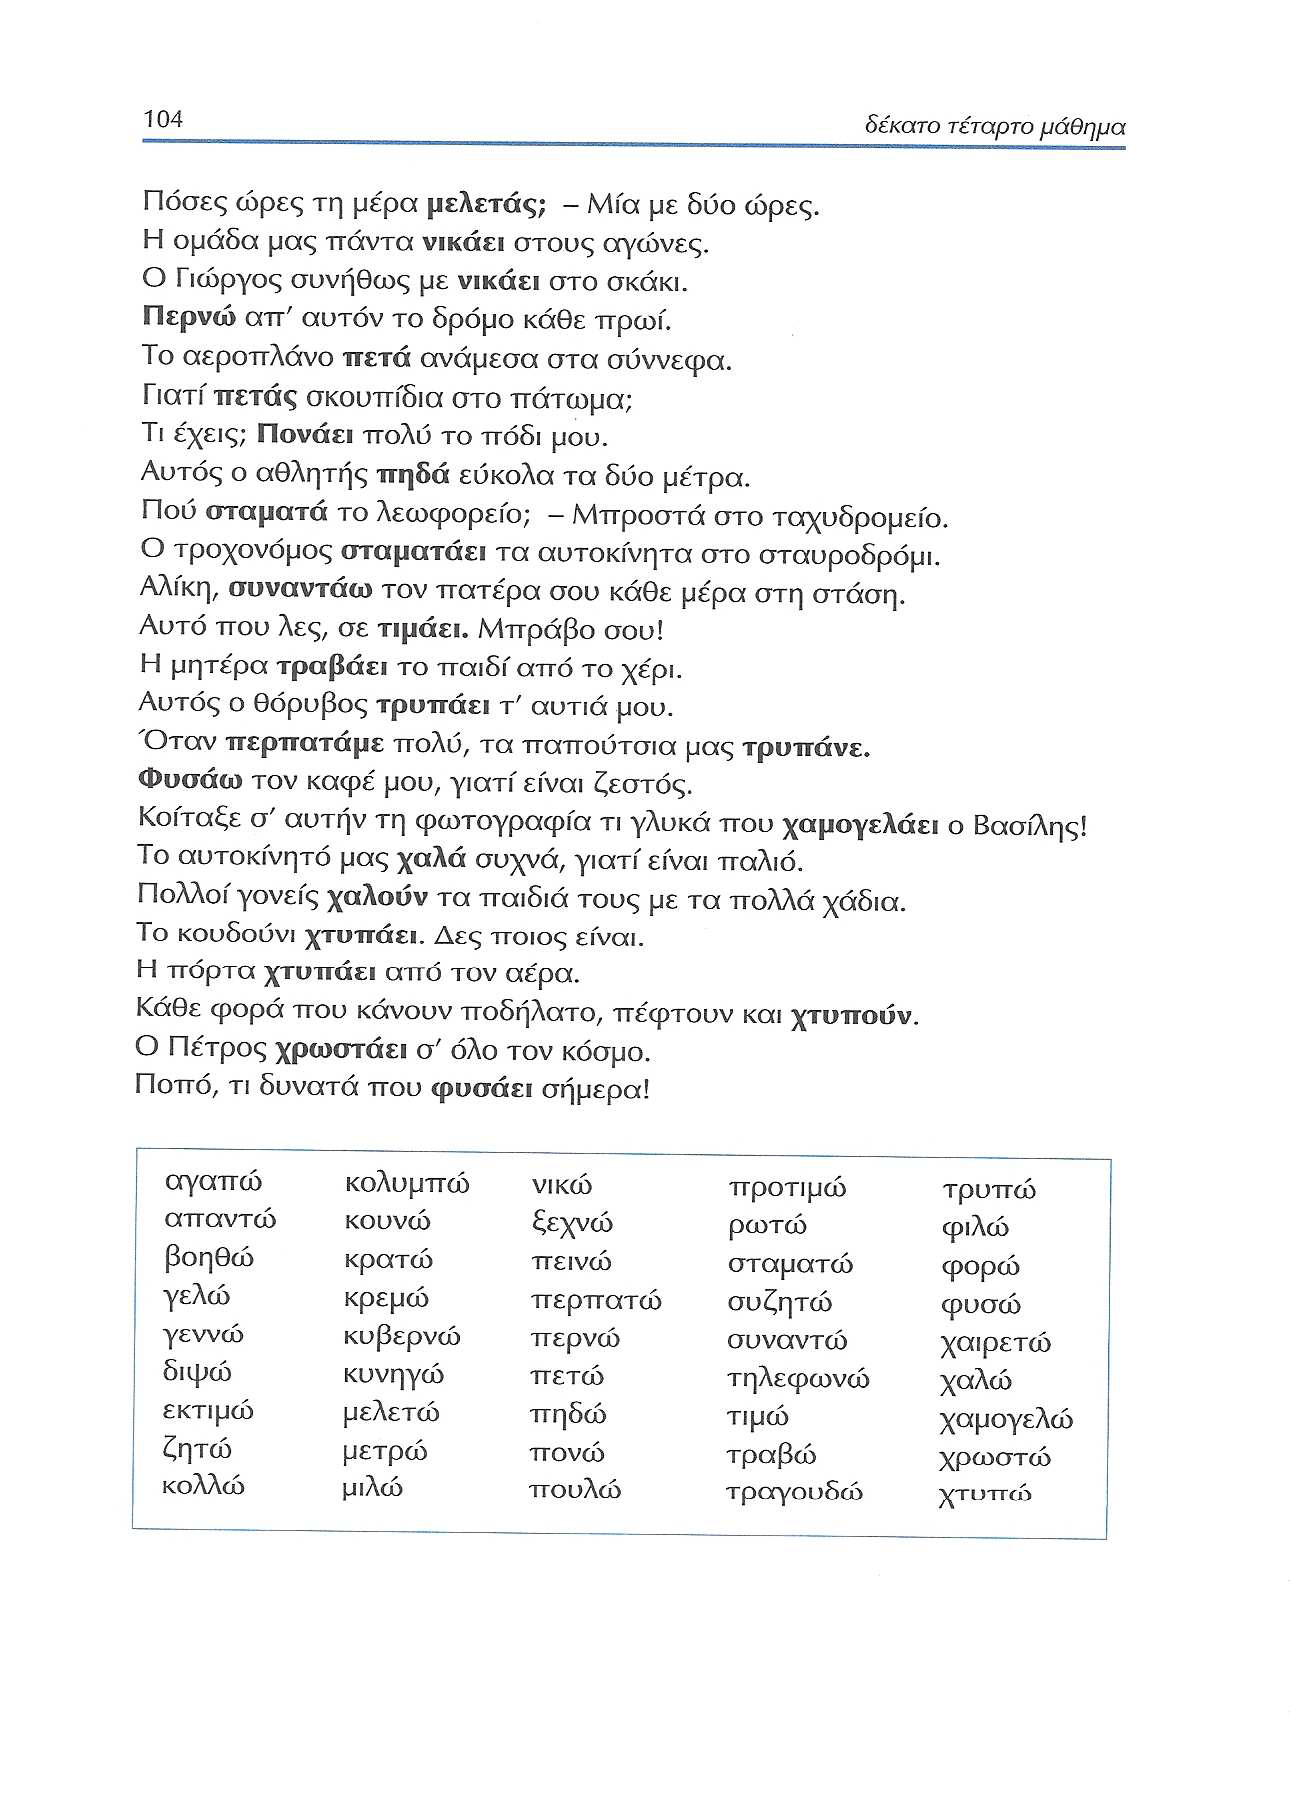 104
δέκατο τέταρτο μάθημα
Πόσες ώρες τη μέρα μελετάς; – Μία με δύο ώρες.
Η ομάδα μας πάντα νικάει στους αγώνες.
Ο Γιώργος συνήθως με νικάει στο σκάκι.
Περνώ απ' αυτόν το δρόμο κάθε πρωί.
Το αεροπλάνο πετά ανάμεσα στα σύννεφα.
Γιατί πετάς σκουπίδια στο πάτωμα;
Τι έχεις; Πονάει πολύ το πόδι μου.
Αυτός ο αθλητής πηδά εύκολα τα δύο μέτρα.
Πού σταματά το λεωφορείο; – Μπροστά στο ταχυδρομείο.
Ο τροχονόμος σταματάει τα αυτοκίνητα στο σταυροδρόμι.
Αλίκη, συναντάω τον πατέρα σου κάθε μέρα στη στάση.
Αυτό που λες, σε τιμάει. Μπράβο σου!
Η μητέρα τραβάει το παιδί από το χέρι.
Αυτός ο θόρυβος τρυπάει τ' αυτιά μου.
Όταν περπατάμε πολύ, τα παπούτσια μας τρυπάνε.
Φυσάω τον καφέ μου, γιατί είναι ζεστός.
Κοίταξε σ' αυτήν τη φωτογραφία τι γλυκά που χαμογελάει ο Βασίλης!
Το αυτοκίνητό μας χαλά συχνά, γιατί είναι παλιό.
Πολλοί γονείς χαλούν τα παιδιά τους με τα πολλά χάδια.
Το κουδούνι χτυπάει. Δες ποιος είναι.
Η πόρτα χτυπάει από τον αέρα.
Κάθε φορά που κάνουν ποδήλατο, πέφτουν και χτυπούν.
Ο Πέτρος χρωστάει σ' όλο τον κόσμο.
Ποπό, τι δυνατά που φυσάει σήμερα!
αγαπώ κολυμπώ νικώ προτιμώ τρυπώ
απαντώ κουνώ ξεχνώ ρωτώ φιλώ
βοηθώ κρατώ πεινώ σταματώ φορώ
γελώ κρεμώ περπατώ συζητώ φυσώ
γεννώ κυβερνώ περνώ συναντώ χαιρετώ
διψώ κυνηγώ πετώ τηλεφωνώ χαλώ
εκτιμώ μελετώ πηδώ τιμώ χαμογελώ
ζητώ μετρώ πονώ τραβώ χρωστώ
κολλώ μιλώ πουλώ τραγουδώ χτυπώ